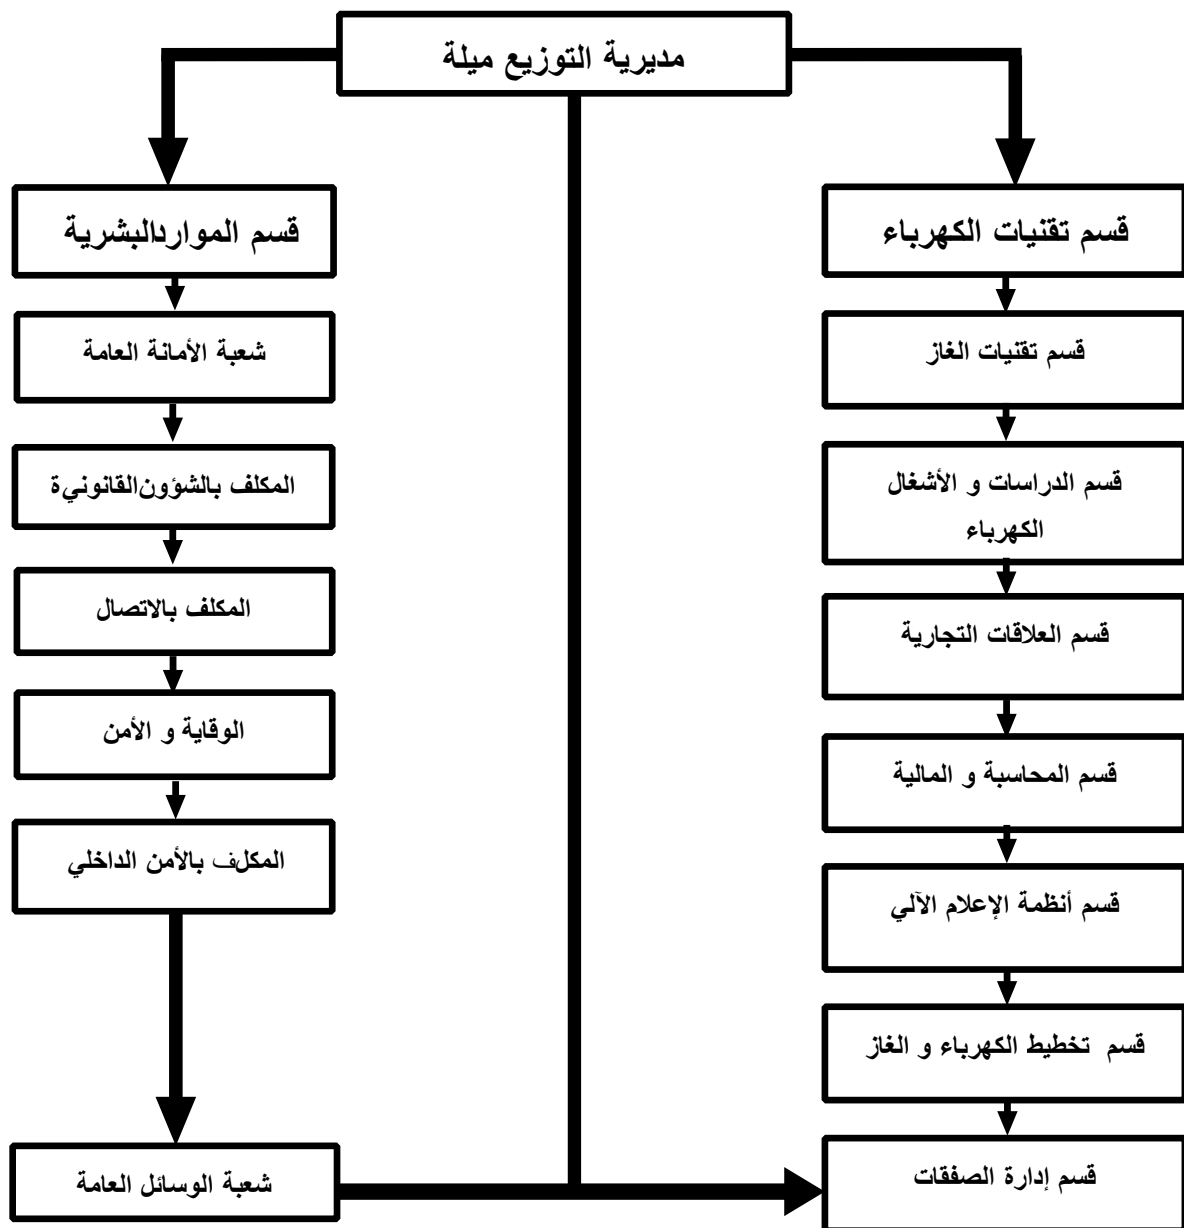 مديرية التوزيع ميلة
قسم تقنيات الكهرباء
قسم تقنيات الغاز
قسم الدراسات و الأشغال
الكهرباء
قسم العلاقات التجارية
قسم المحاسبة و المالية
قسم أنظمة الإعلام الآلي
قسم تخطيط الكهرباء و الغاز
قسم إدارة الصفقات
قسم المواردالبشرية
شعبة الأمانة العامة
المكلف بالشؤون القانونية
المكلف بالاتصال
الوقاية و الأمن
المكلف بالأمن الداخلي
شعبة الوسائل العامة